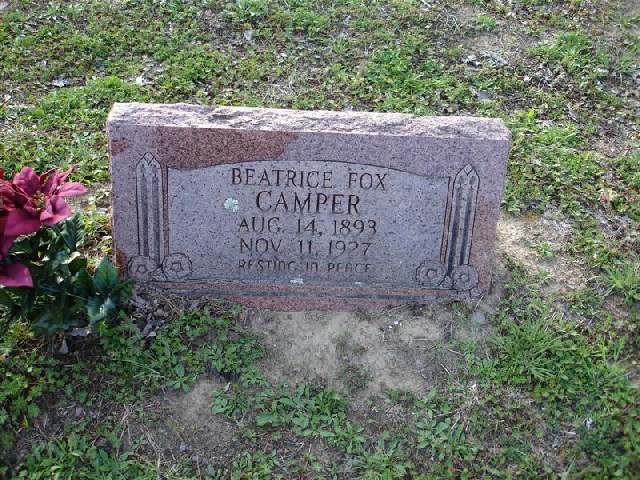 BEATRICE FOX
CAMPER
AUG. 14, 1893
NOV. 11, 1927
RESTING IN PEACE